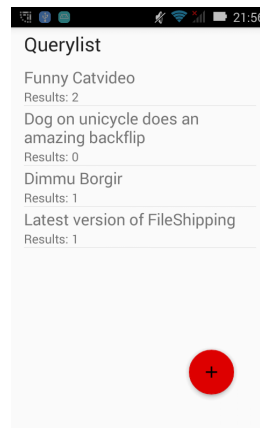 21:56
Querylist
Funny Catvideo
Results: 2
Dog on unicycle does an
amazing backflip
Results: 0
Dimmu Borgir
Results: 1
Latest version of FileShipping
Results: 1
+